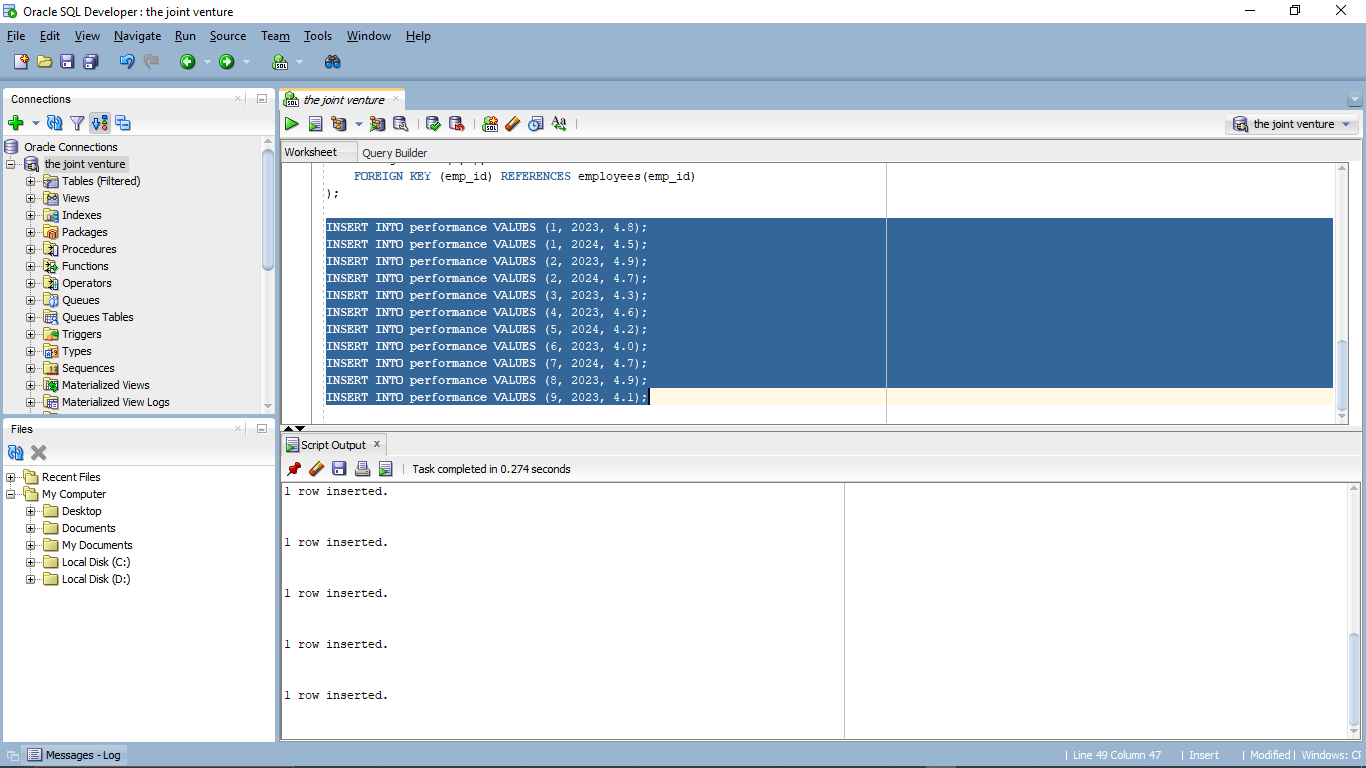 Oracle SQL Developer : the joint venture
File Edit View Navigate Run Source Team Tools Window Help
Connections
Oracle Connections
the joint venture
Tables (Filtered)
Views
Indexes
Packages
Procedures
Functions
Operators
Queues
Queues Tables
Triggers
Types
Sequences
Materialized Views
Materialized View Logs
Files
Recent Files
My Computer
Desktop
Documents
My Documents
Local Disk (C:)
Local Disk (D:)
the joint venture
the joint venture
Worksheet Query Builder
FOREIGN KEY (emp_id) REFERENCES employees(emp_id)
);
INSERT INTO performance VALUES (1, 2023, 4.8);
INSERT INTO performance VALUES (1, 2024, 4.5);
INSERT INTO performance VALUES (2, 2023, 4.9);
INSERT INTO performance VALUES (2, 2024, 4.7);
INSERT INTO performance VALUES (3, 2023, 4.3);
INSERT INTO performance VALUES (4, 2023, 4.6);
INSERT INTO performance VALUES (5, 2024, 4.2);
INSERT INTO performance VALUES (6, 2023, 4.0);
INSERT INTO performance VALUES (7, 2024, 4.7);
INSERT INTO performance VALUES (8, 2023, 4.9);
INSERT INTO performance VALUES (9, 2023, 4.1);
Script Output
Task completed in 0.274 seconds
1 row inserted.
1 row inserted.
1 row inserted.
1 row inserted.
1 row inserted.
Messages - Log
Line 49 Column 47 | Insert | Modified | Windows: